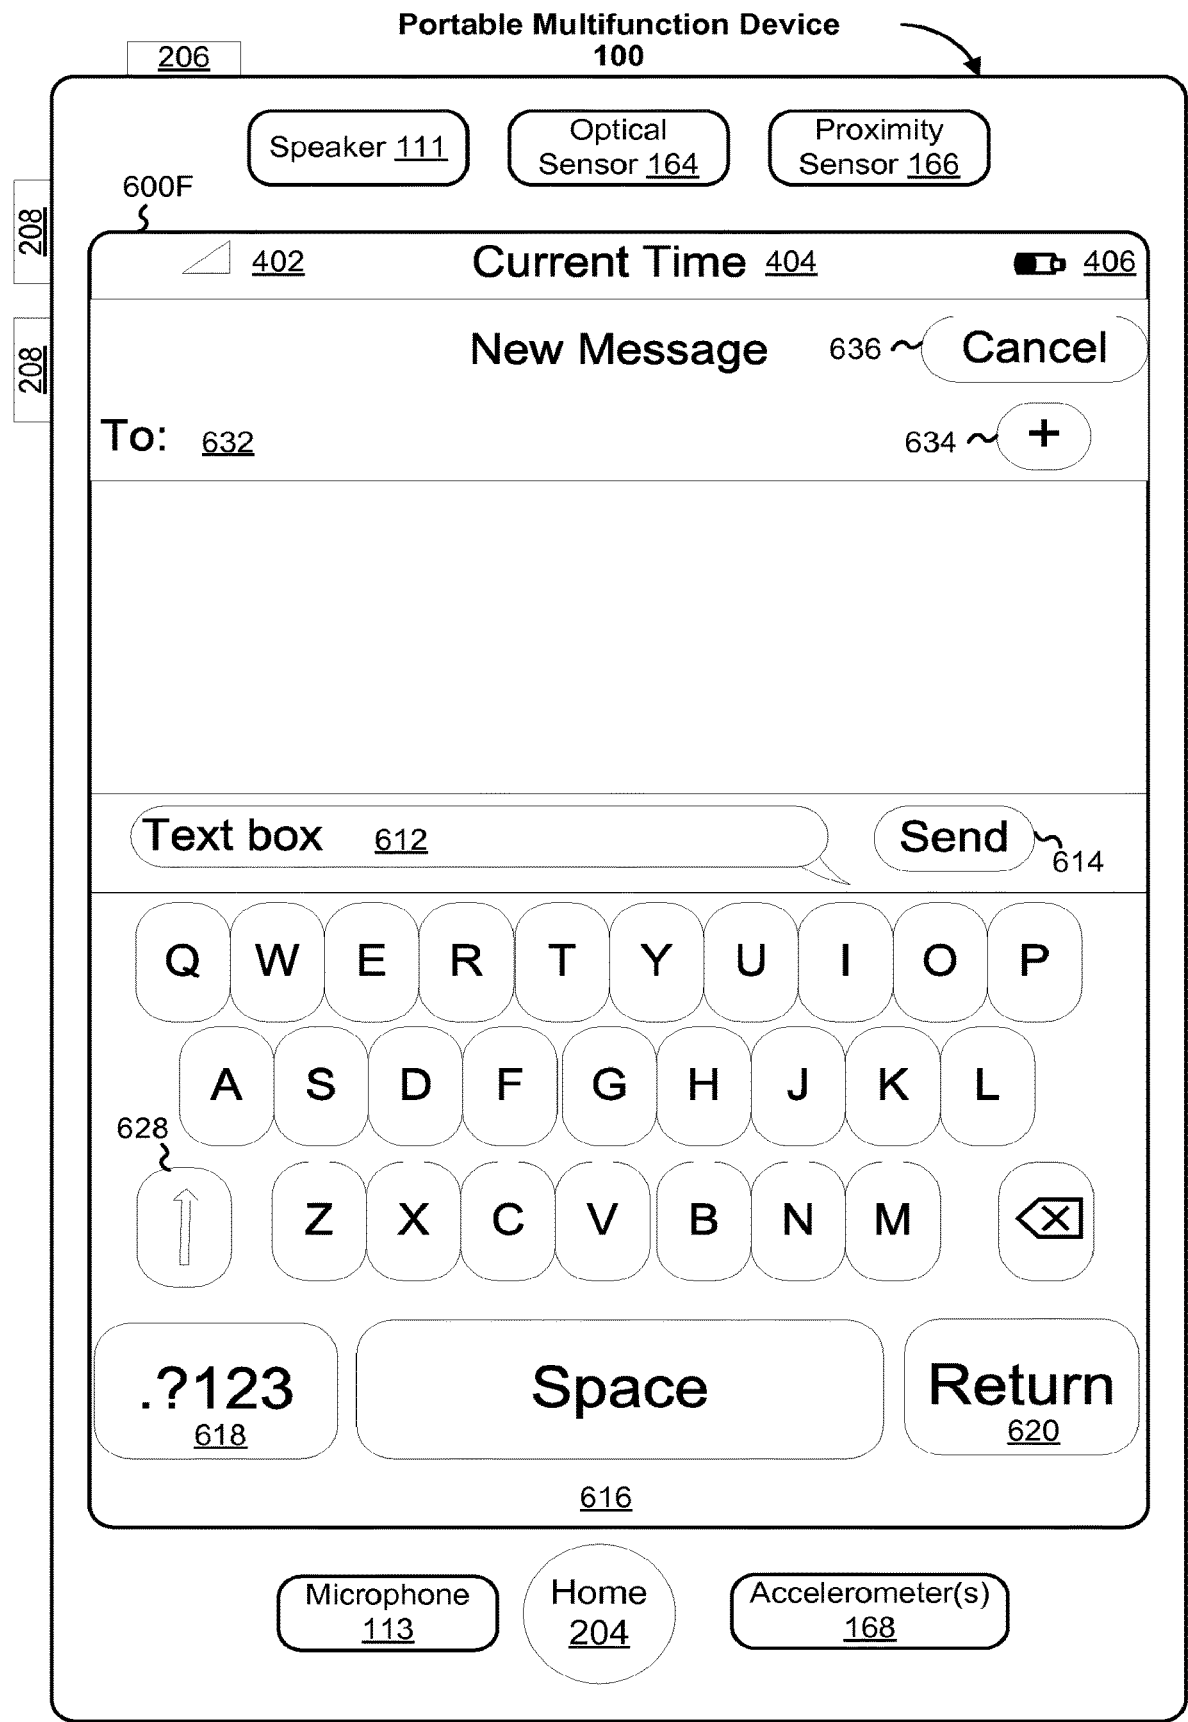 Portable Multifunction Device
100
206
Speaker 111
Optical
Sensor 164
Proximity
Sensor 166
600F
208
208
402
Current Time 404
406
New Message
636
Cancel
To: 632
634
+
Text box 612
Send
614
Q W E R T Y U I O P
A S D F G H J K L
628
Z X C V B N M
.?123
618
Space
Return
620
616
Microphone
113
Home
204
Accelerometer(s)
168